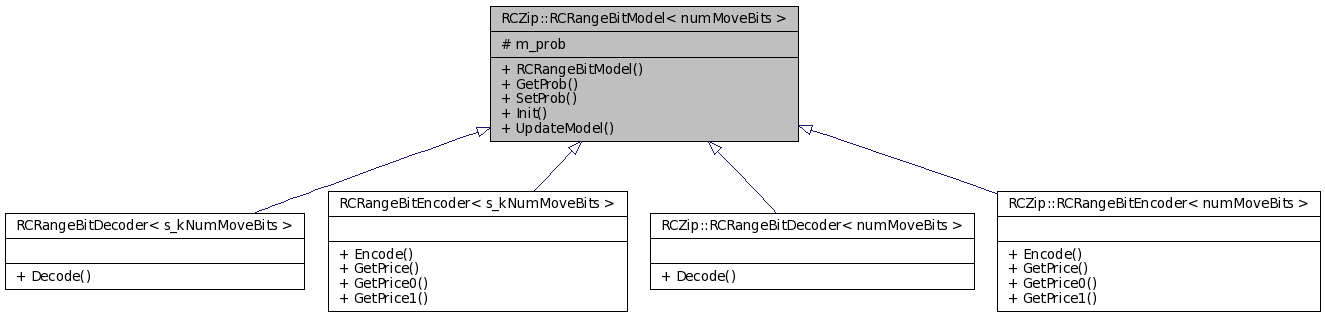 RCZip::RCRangeBitModel< numMoveBits >
# m_prob
+ RCRangeBitModel()
+ GetProb()
+ SetProb()
+ Init()
+ UpdateModel()
RCRangeBitDecoder< s_kNumMoveBits >
+ Decode()
RCRangeBitEncoder< s_kNumMoveBits >
+ Encode()
+ GetPrice()
+ GetPrice0()
+ GetPrice1()
RCZip::RCRangeBitDecoder< numMoveBits >
+ Decode()
RCZip::RCRangeBitEncoder< numMoveBits >
+ Encode()
+ GetPrice()
+ GetPrice0()
+ GetPrice1()